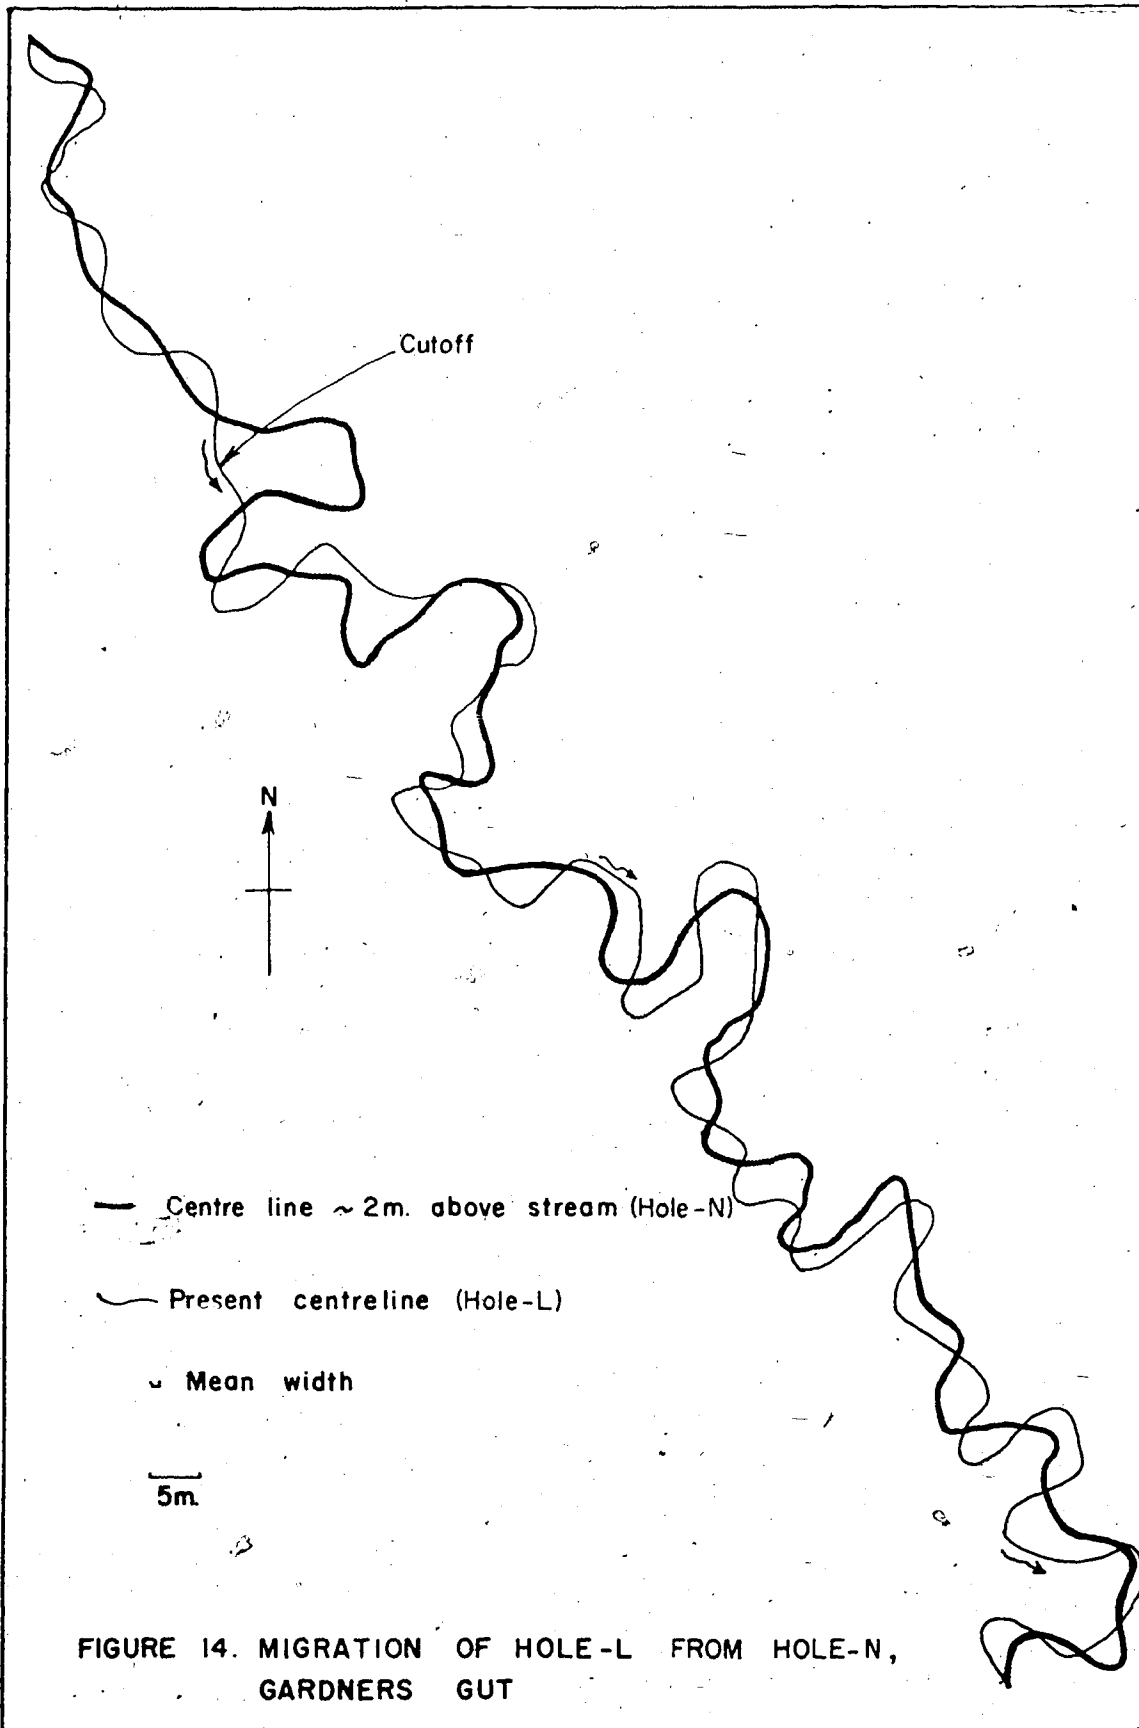 Cutoff
N
Centre line ~ 2m. above stream (Hole-N)
Present centreline (Hole-L)
Mean width
5m.
FIGURE 14. MIGRATION OF HOLE-L FROM HOLE-N,
GARDNERS GUT